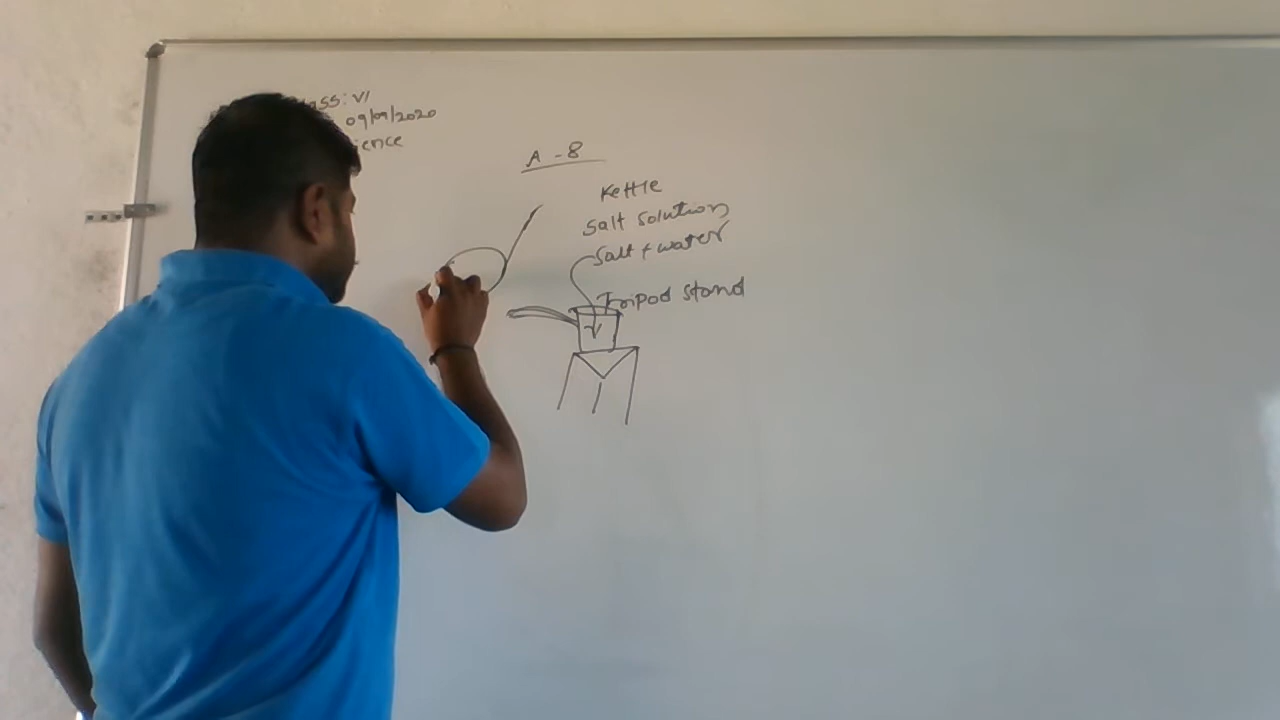 ass: VI
09/09/2020
ience
A - 8
Kettle
Salt solution
Salt + water
Tripod stand